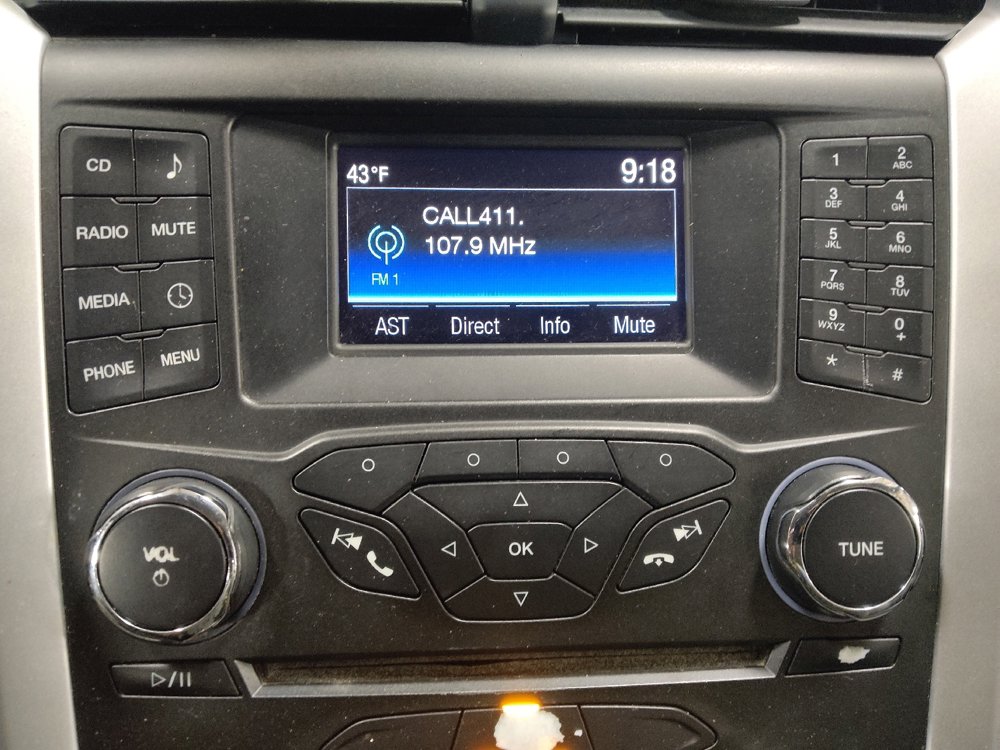 43°F 9:18
CALL411.
107.9 MHz
FM 1
AST Direct Info Mute
CD
RADIO MUTE
MEDIA
PHONE MENU
1 2 ABC
3 DEF 4 GHI
5 JKL 6 MNO
7 PQRS 8 TUV
9 WXYZ 0 +
* #
VOL
OK
TUNE